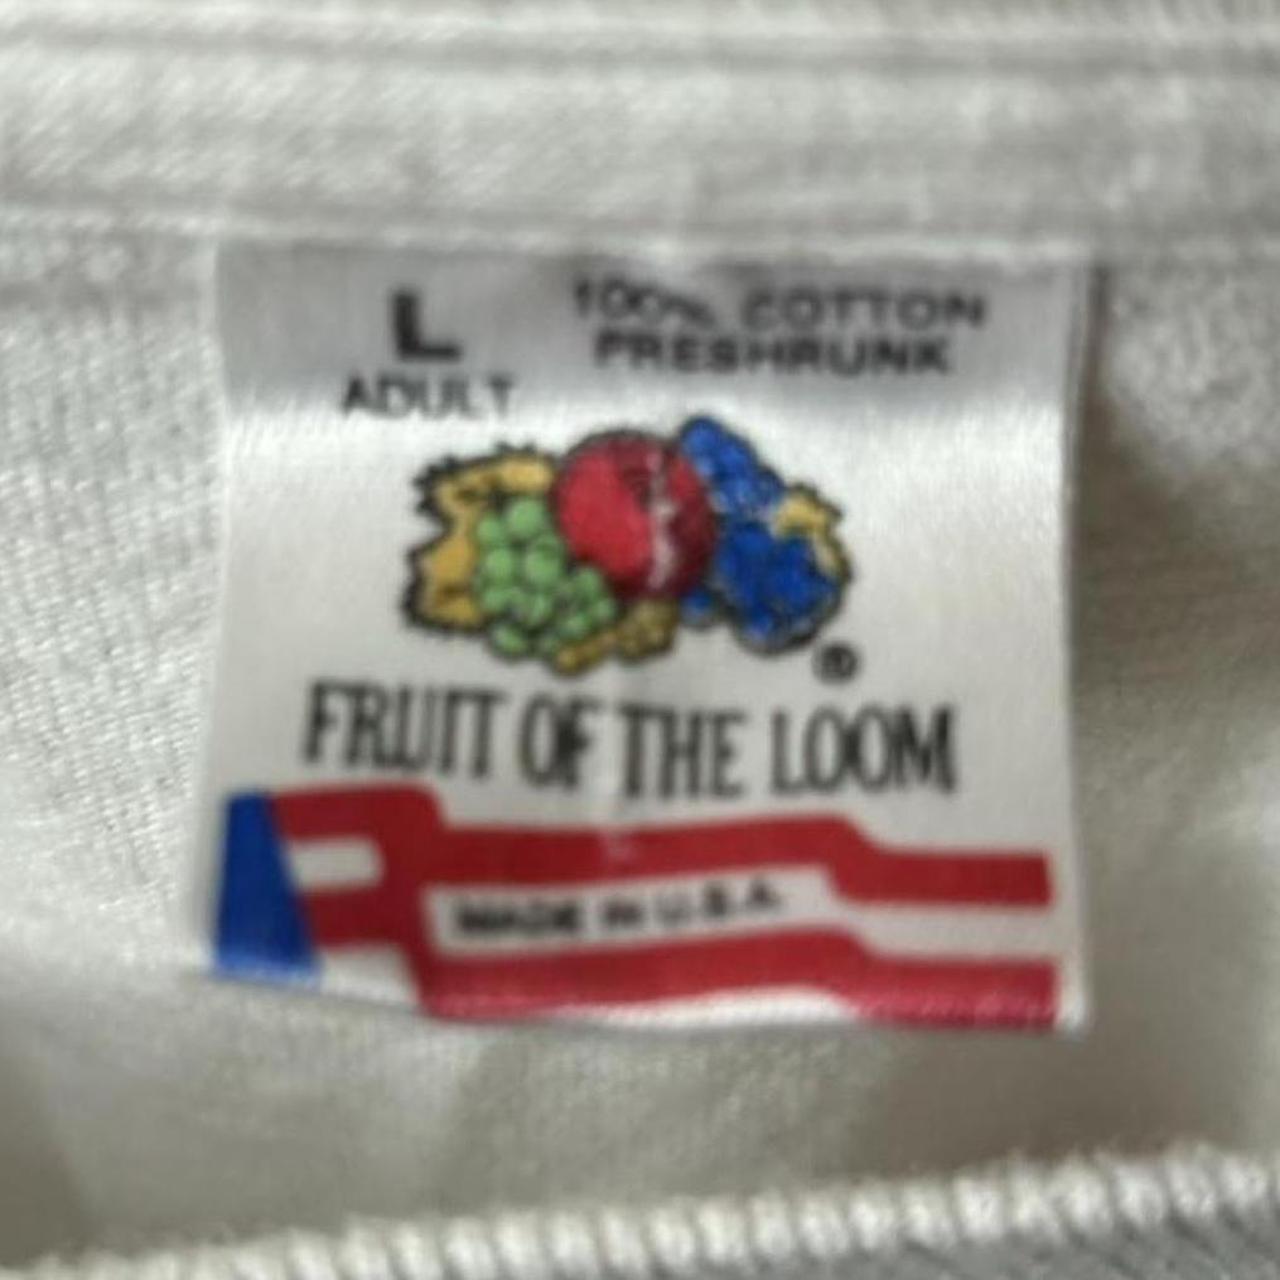 L
ADULT
100% COTTON
PRESHRUNK
®
FRUIT OF THE LOOM
MADE IN U.S.A.